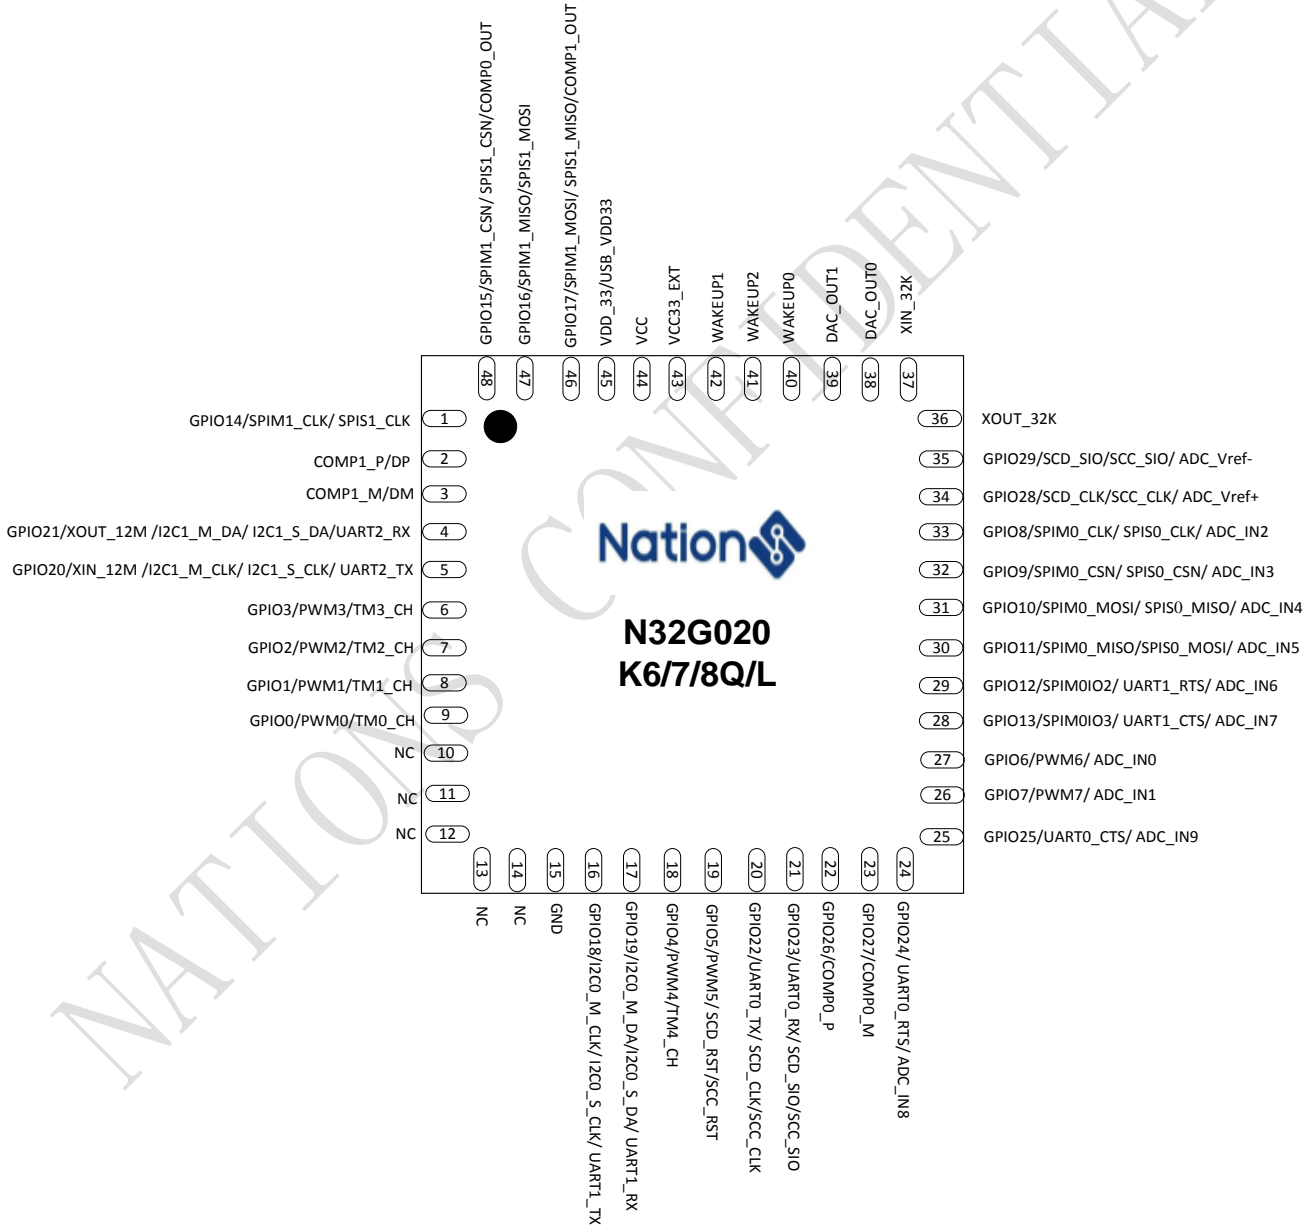 GPIO15/SPIM1_CSN/ SPIS1_CSN/COMP0_OUT
GPIO16/SPIM1_MISO/SPIS1_MOSI
GPIO17/SPIM1_MOSI/ SPIS1_MISO/COMP1_OUT
VDD_33/USB_VDD33
VCC
VCC33_EXT
WAKEUP1
WAKEUP2
WAKEUP0
DAC_OUT1
DAC_OUT0
XIN_32K
48
47
46
45
44
43
42
41
40
39
38
37
GPIO14/SPIM1_CLK/ SPIS1_CLK 1
COMP1_P/DP 2
COMP1_M/DM 3
GPIO21/XOUT_12M /I2C1_M_DA/ I2C1_S_DA/UART2_RX 4
GPIO20/XIN_12M /I2C1_M_CLK/ I2C1_S_CLK/ UART2_TX 5
GPIO3/PWM3/TM3_CH 6
GPIO2/PWM2/TM2_CH 7
GPIO1/PWM1/TM1_CH 8
GPIO0/PWM0/TM0_CH 9
NC 10
NC 11
NC 12
Nation
N32G020
K6/7/8Q/L
36 XOUT_32K
35 GPIO29/SCD_SIO/SCC_SIO/ ADC_Vref-
34 GPIO28/SCD_CLK/SCC_CLK/ ADC_Vref+
33 GPIO8/SPIM0_CLK/ SPIS0_CLK/ ADC_IN2
32 GPIO9/SPIM0_CSN/ SPIS0_CSN/ ADC_IN3
31 GPIO10/SPIM0_MOSI/ SPIS0_MISO/ ADC_IN4
30 GPIO11/SPIM0_MISO/SPIS0_MOSI/ ADC_IN5
29 GPIO12/SPIM0IO2/ UART1_RTS/ ADC_IN6
28 GPIO13/SPIM0IO3/ UART1_CTS/ ADC_IN7
27 GPIO6/PWM6/ ADC_IN0
26 GPIO7/PWM7/ ADC_IN1
25 GPIO25/UART0_CTS/ ADC_IN9
13
14
15
16
17
18
19
20
21
22
23
24
NC
NC
GND
GPIO18/I2C0_M_CLK/ I2C0_S_CLK/ UART1_TX
GPIO19/I2C0_M_DA/I2C0_S_DA/ UART1_RX
GPIO4/PWM4/TM4_CH
GPIO5/PWM5/ SCD_RST/SCC_RST
GPIO22/UART0_TX/ SCD_CLK/SCC_CLK
GPIO23/UART0_RX/ SCD_SIO/SCC_SIO
GPIO26/COMP0_P
GPIO27/COMP0_M
GPIO24/ UART0_RTS/ ADC_IN8
NATIONS CONFIDENTIAL